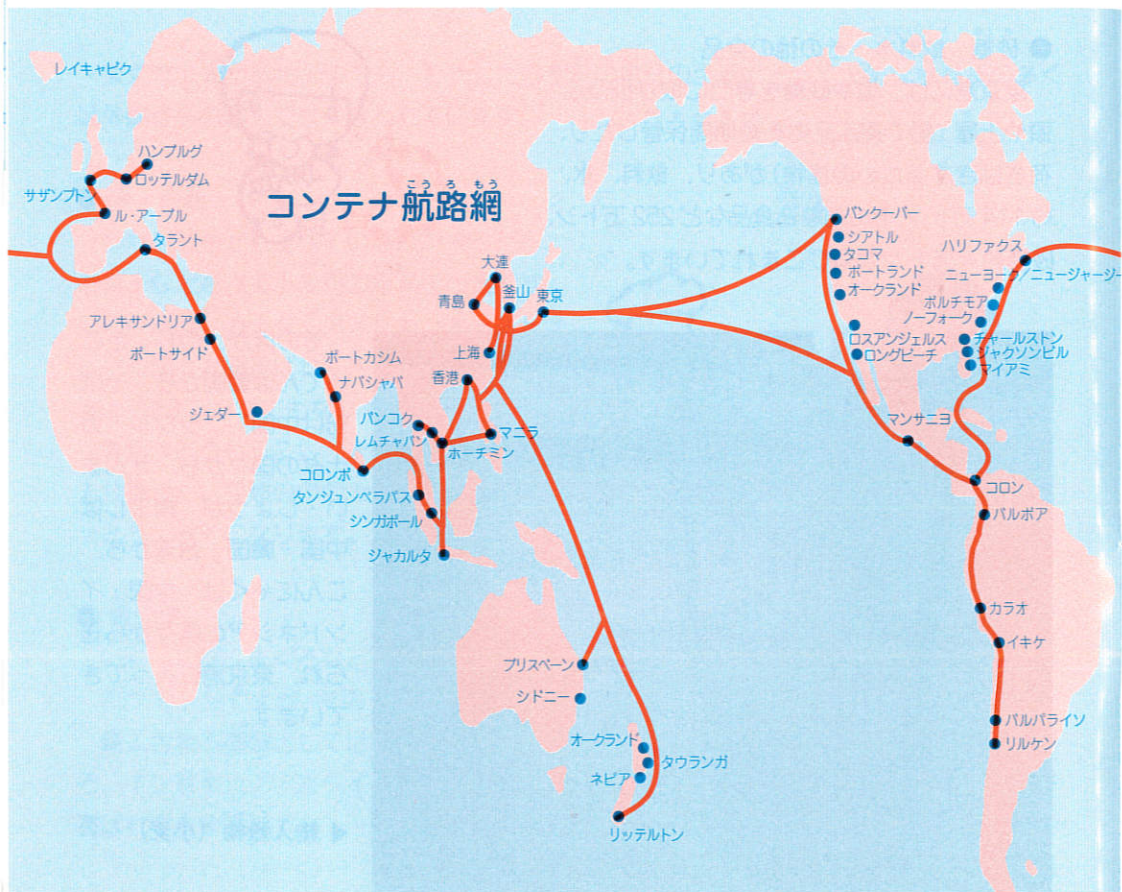 レイキャビク
ハンブルグ
ロッテルダム
サザンプトン
ル・アーブル
タラント
こうろもう
コンテナ航路網
大連
釜山
東京
青島
上海
香港
アレキサンドリア
ポートサイド
ポートカシム
ナバシャバ
ジェダー
バンコク
レムチャバン
マニラ
ホーチミン
コロンボ
タンジュンペラパス
シンガポール
ジャカルタ
ブリスベーン
シドニー
オークランド
タウランガ
ネピア
リッテルトン
バンクーバー
シアトル
タコマ
ポートランド
オークランド
ロスアンジェルス
ロングビーチ
ハリファクス
ニューヨーク/ニュージャージー
ボルチモア
ノーフォーク
チャールストン
ジャクソンビル
マイアミ
マンサニヨ
コロン
バルボア
カラオ
イキケ
バルパライソ
リルケン